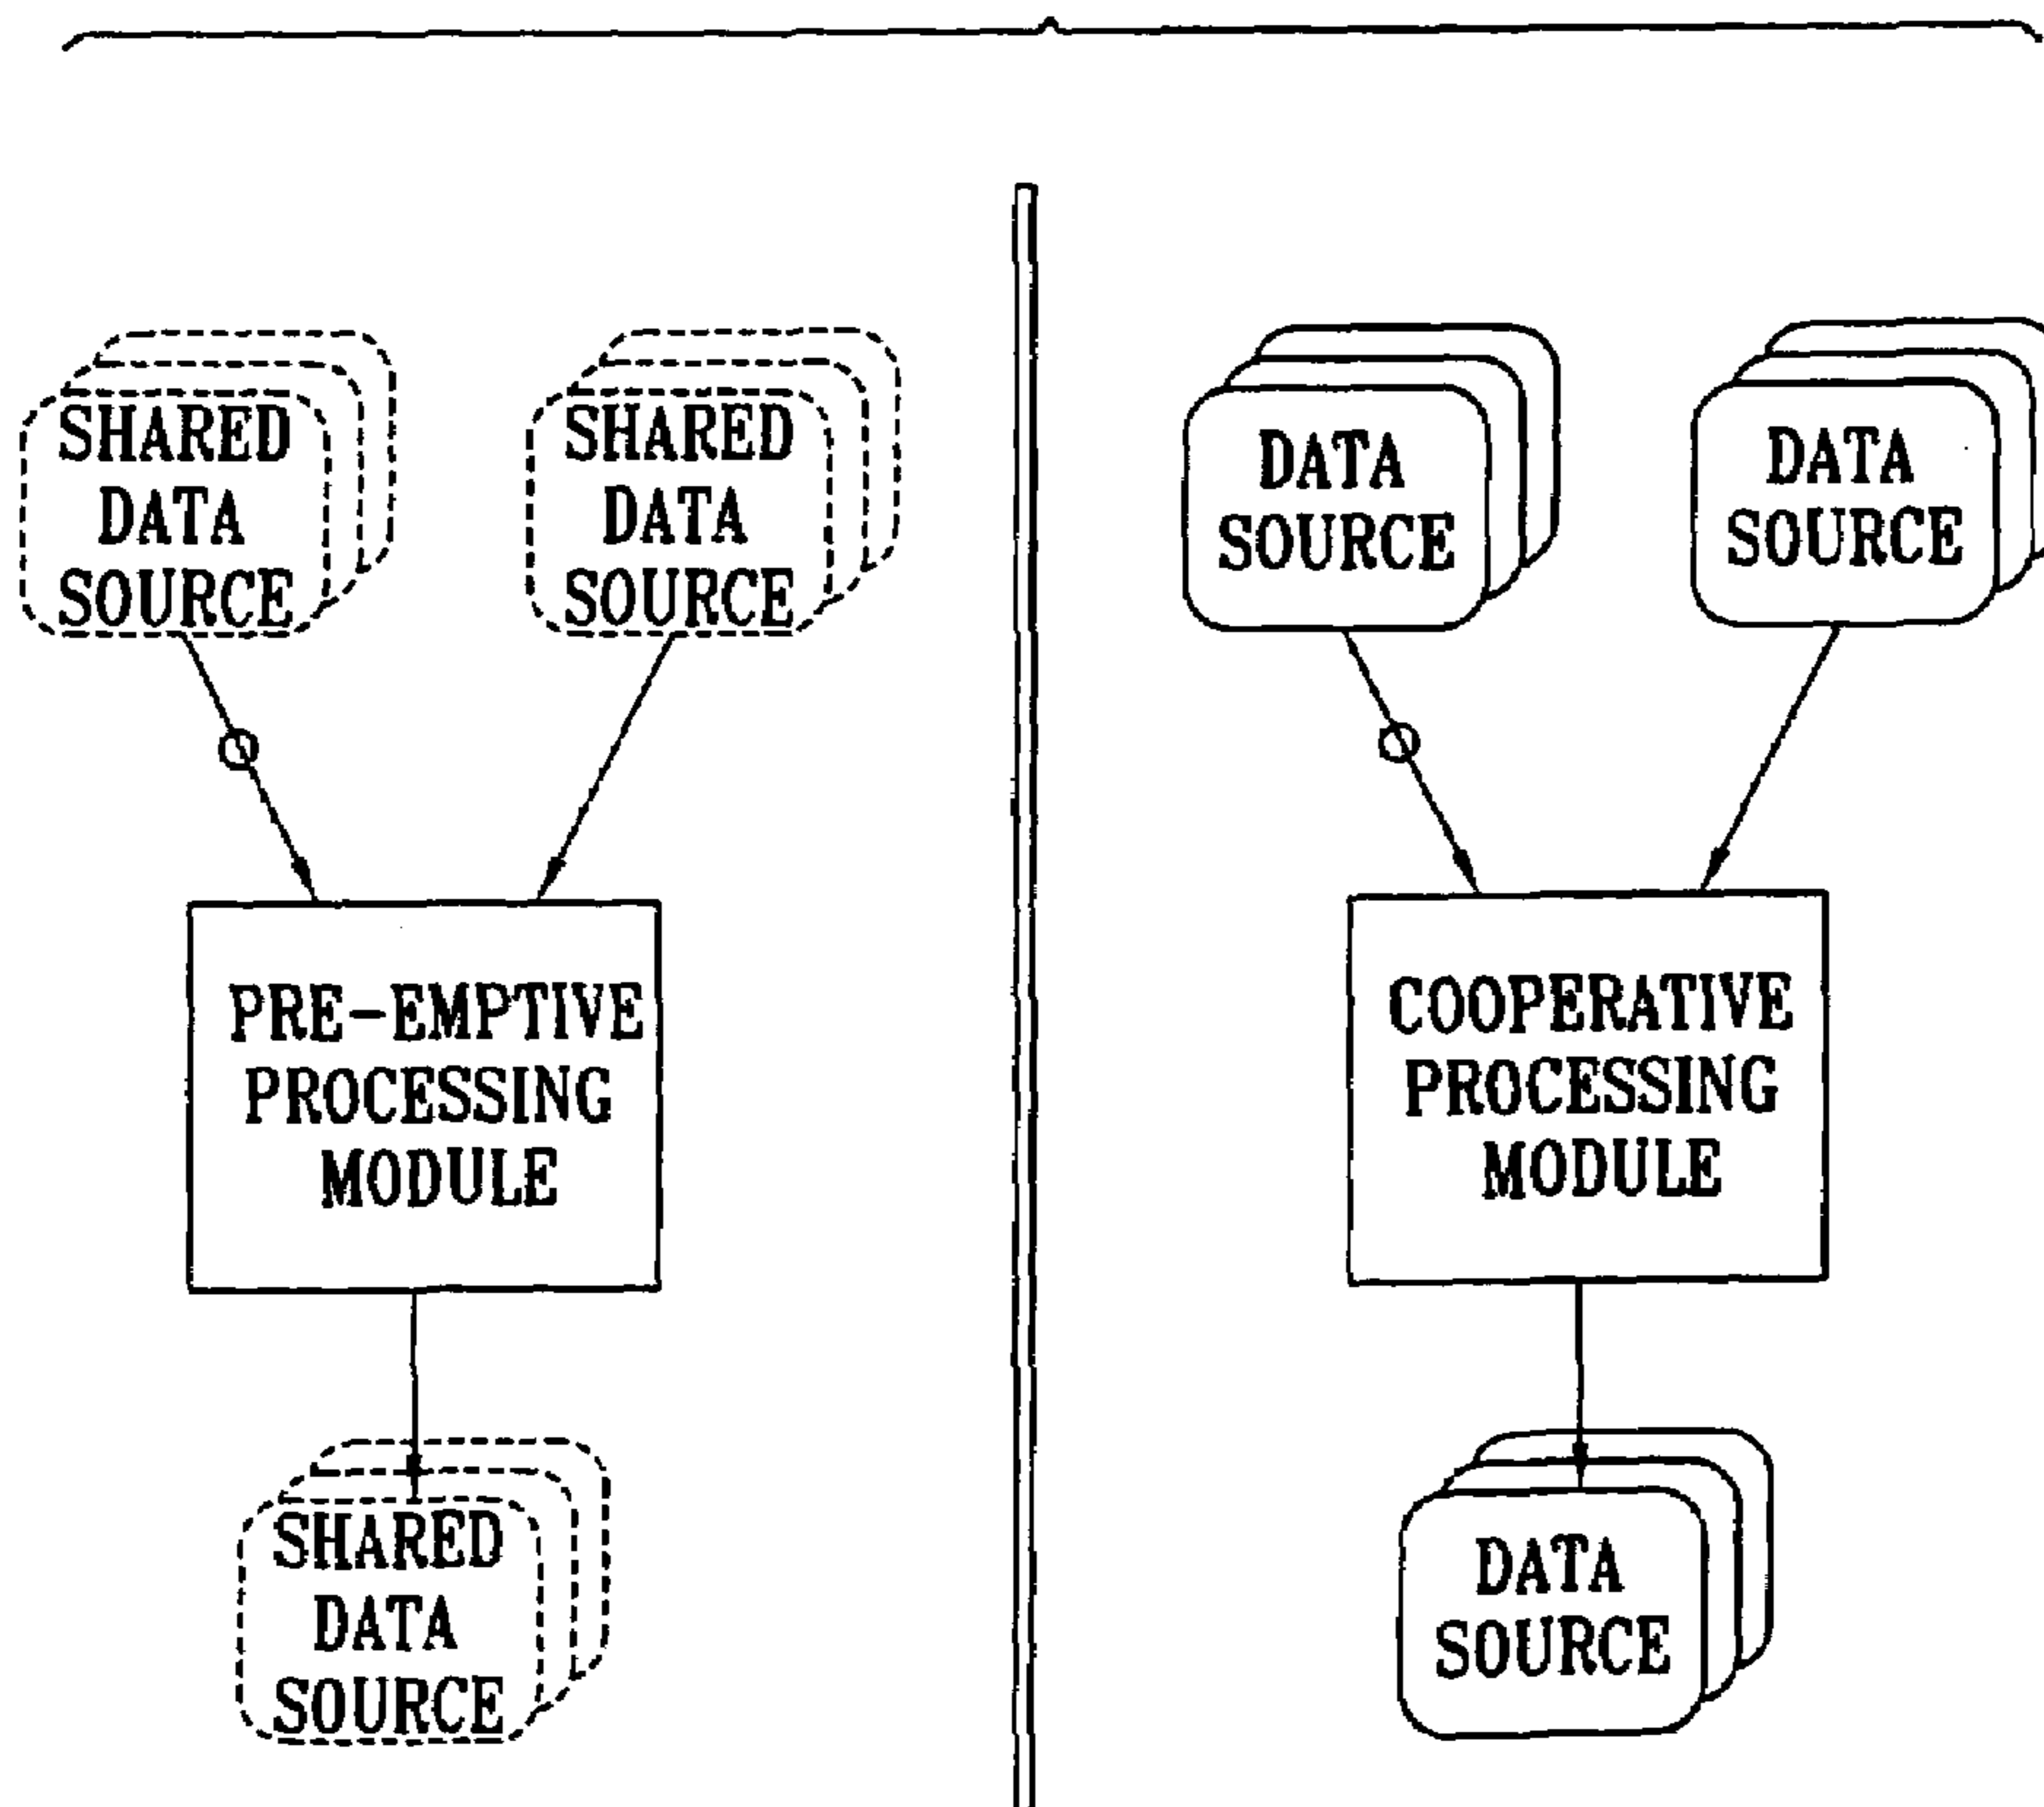 SHARED
DATA
SOURCE
SHARED
DATA
SOURCE
DATA
SOURCE
DATA
SOURCE
PRE-EMPTIVE
PROCESSING
MODULE
COOPERATIVE
PROCESSING
MODULE
SHARED
DATA
SOURCE
DATA
SOURCE